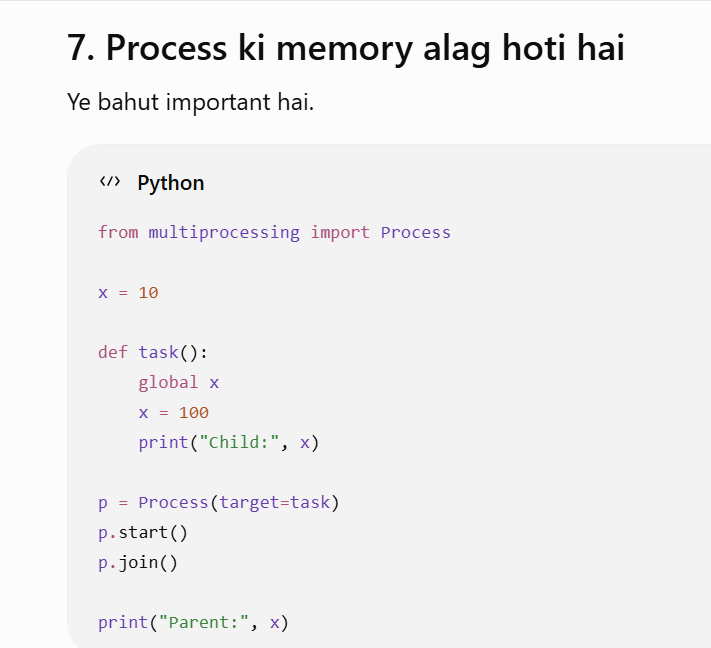 7. Process ki memory alag hoti hai
Ye bahut important hai.
</> Python
from multiprocessing import Process
x = 10
def task():
    global x
    x = 100
    print("Child:", x)
p = Process(target=task)
p.start()
p.join()
print("Parent:", x)